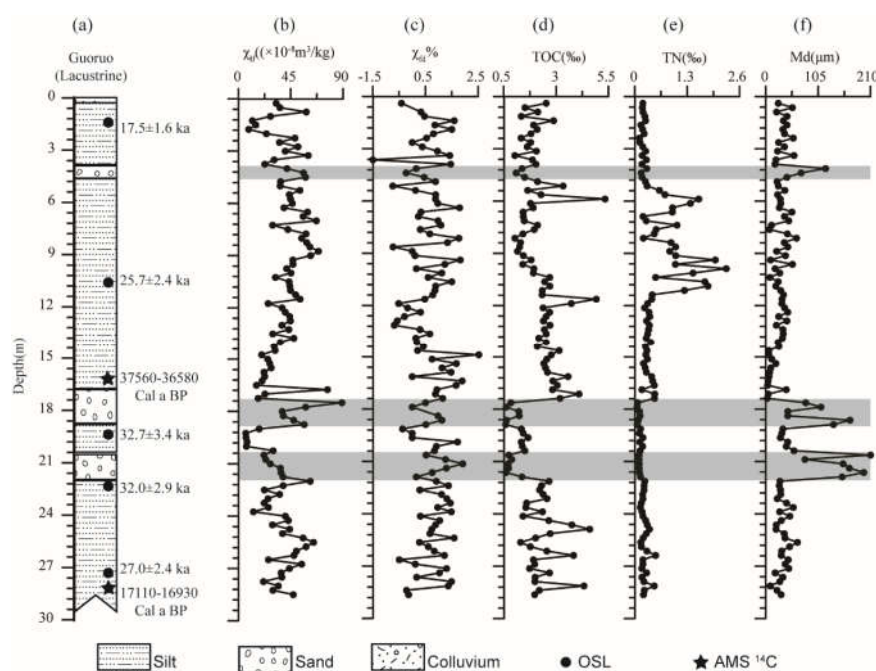 (a) (b) (c) (d) (e) (f)
Guoruo
(Lacustrine)
χlf((×10⁻⁸m³/kg) χfd% TOC(‰) TN(‰) Md(μm)
0 45 90 -1.5 0.5 2.5 0.5 3 5.5 0 1.3 2.6 0 105 210
0
17.5±1.6 ka
3
6
9
25.7±2.4 ka
12
Depth(m)
15
37560-36580
Cal a BP
18
32.7±3.4 ka
21
32.0±2.9 ka
24
27
27.0±2.4 ka
17110-16930
Cal a BP
30
Silt Sand Colluvium OSL AMS ¹⁴C